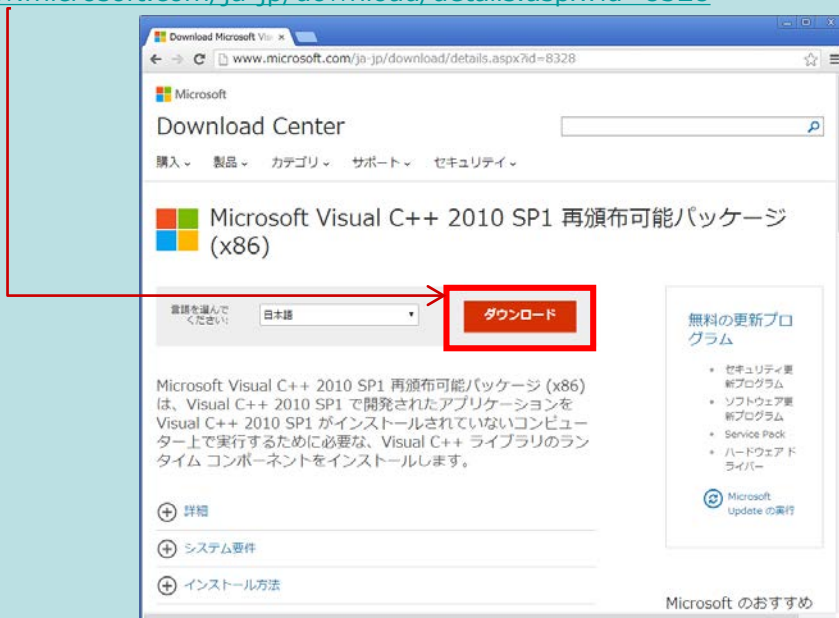 .microsoft.com/ja-jp/download/details.aspx?id=8328
Download Microsoft Vis
www.microsoft.com/ja-jp/download/details.aspx?id=8328
Microsoft
Download Center
購入 製品 カテゴリ サポート セキュリティ
Microsoft Visual C++ 2010 SP1 再頒布可能パッケージ
(x86)
言語を選んで
ください:
日本語
ダウンロード
Microsoft Visual C++ 2010 SP1 再頒布可能パッケージ (x86)
は、Visual C++ 2010 SP1 で開発されたアプリケーションを
Visual C++ 2010 SP1 がインストールされていないコンピュー
ター上で実行するために必要な、Visual C++ ライブラリのラン
タイム コンポーネントをインストールします。
詳細
システム要件
インストール方法
無料の更新プロ
グラム
セキュリティ更
新プログラム
ソフトウェア更
新プログラム
Service Pack
ハードウェア ド
ライバー
Microsoft
Update の実行
Microsoft のおすすめ